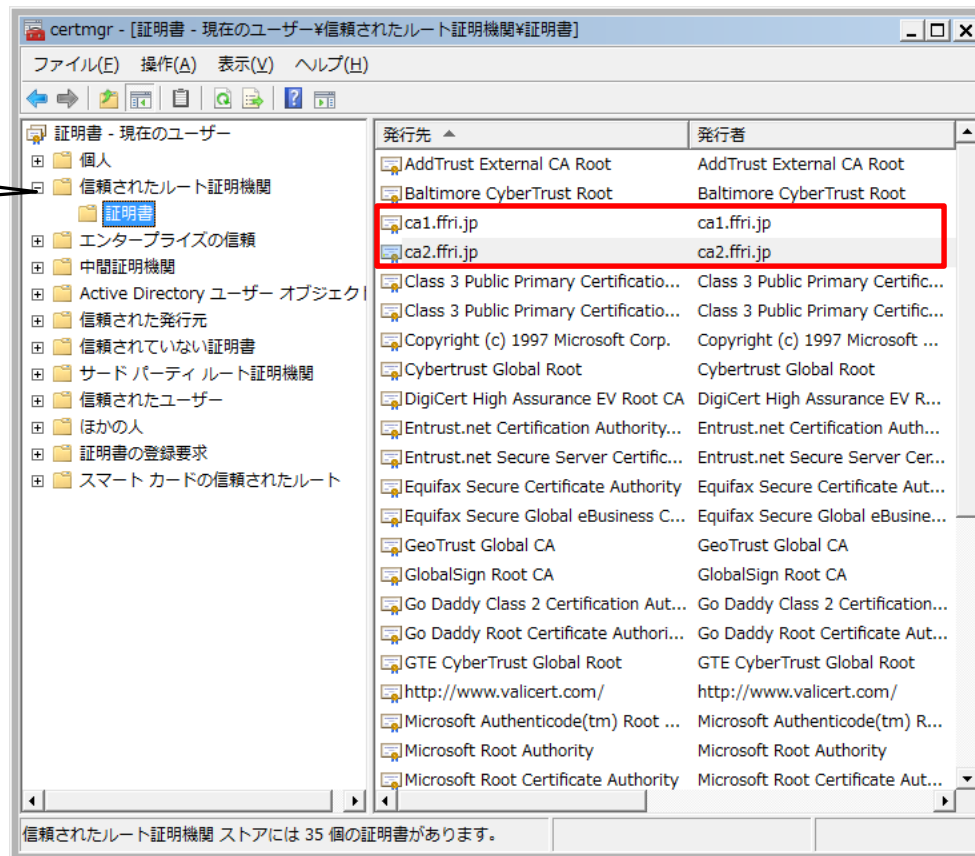 certmgr - [証明書 - 現在のユーザー¥信頼されたルート証明機関¥証明書]
ファイル(F) 操作(A) 表示(V) ヘルプ(H)
証明書 - 現在のユーザー
個人
信頼されたルート証明機関
証明書
エンタープライズの信頼
中間証明機関
Active Directory ユーザー オブジェクト
信頼された発行元
信頼されていない証明書
サード パーティ ルート証明機関
信頼されたユーザー
ほかの人
証明書の登録要求
スマート カードの信頼されたルート
発行先 発行者
AddTrust External CA Root AddTrust External CA Root
Baltimore CyberTrust Root Baltimore CyberTrust Root
ca1.ffri.jp ca1.ffri.jp
ca2.ffri.jp ca2.ffri.jp
Class 3 Public Primary Certificatio... Class 3 Public Primary Certific...
Class 3 Public Primary Certificatio... Class 3 Public Primary Certific...
Copyright (c) 1997 Microsoft Corp. Copyright (c) 1997 Microsoft ...
Cybertrust Global Root Cybertrust Global Root
DigiCert High Assurance EV Root CA DigiCert High Assurance EV R...
Entrust.net Certification Authority... Entrust.net Certification Auth...
Entrust.net Secure Server Certific... Entrust.net Secure Server Cer...
Equifax Secure Certificate Authority Equifax Secure Certificate Aut...
Equifax Secure Global eBusiness C... Equifax Secure Global eBusine...
GeoTrust Global CA GeoTrust Global CA
GlobalSign Root CA GlobalSign Root CA
Go Daddy Class 2 Certification Aut... Go Daddy Class 2 Certification...
Go Daddy Root Certificate Authori... Go Daddy Root Certificate Aut...
GTE CyberTrust Global Root GTE CyberTrust Global Root
http://www.valicert.com/ http://www.valicert.com/
Microsoft Authenticode(tm) Root ... Microsoft Authenticode(tm) R...
Microsoft Root Authority Microsoft Root Authority
Microsoft Root Certificate Authority Microsoft Root Certificate Aut...
信頼されたルート証明機関 ストアには 35 個の証明書があります。